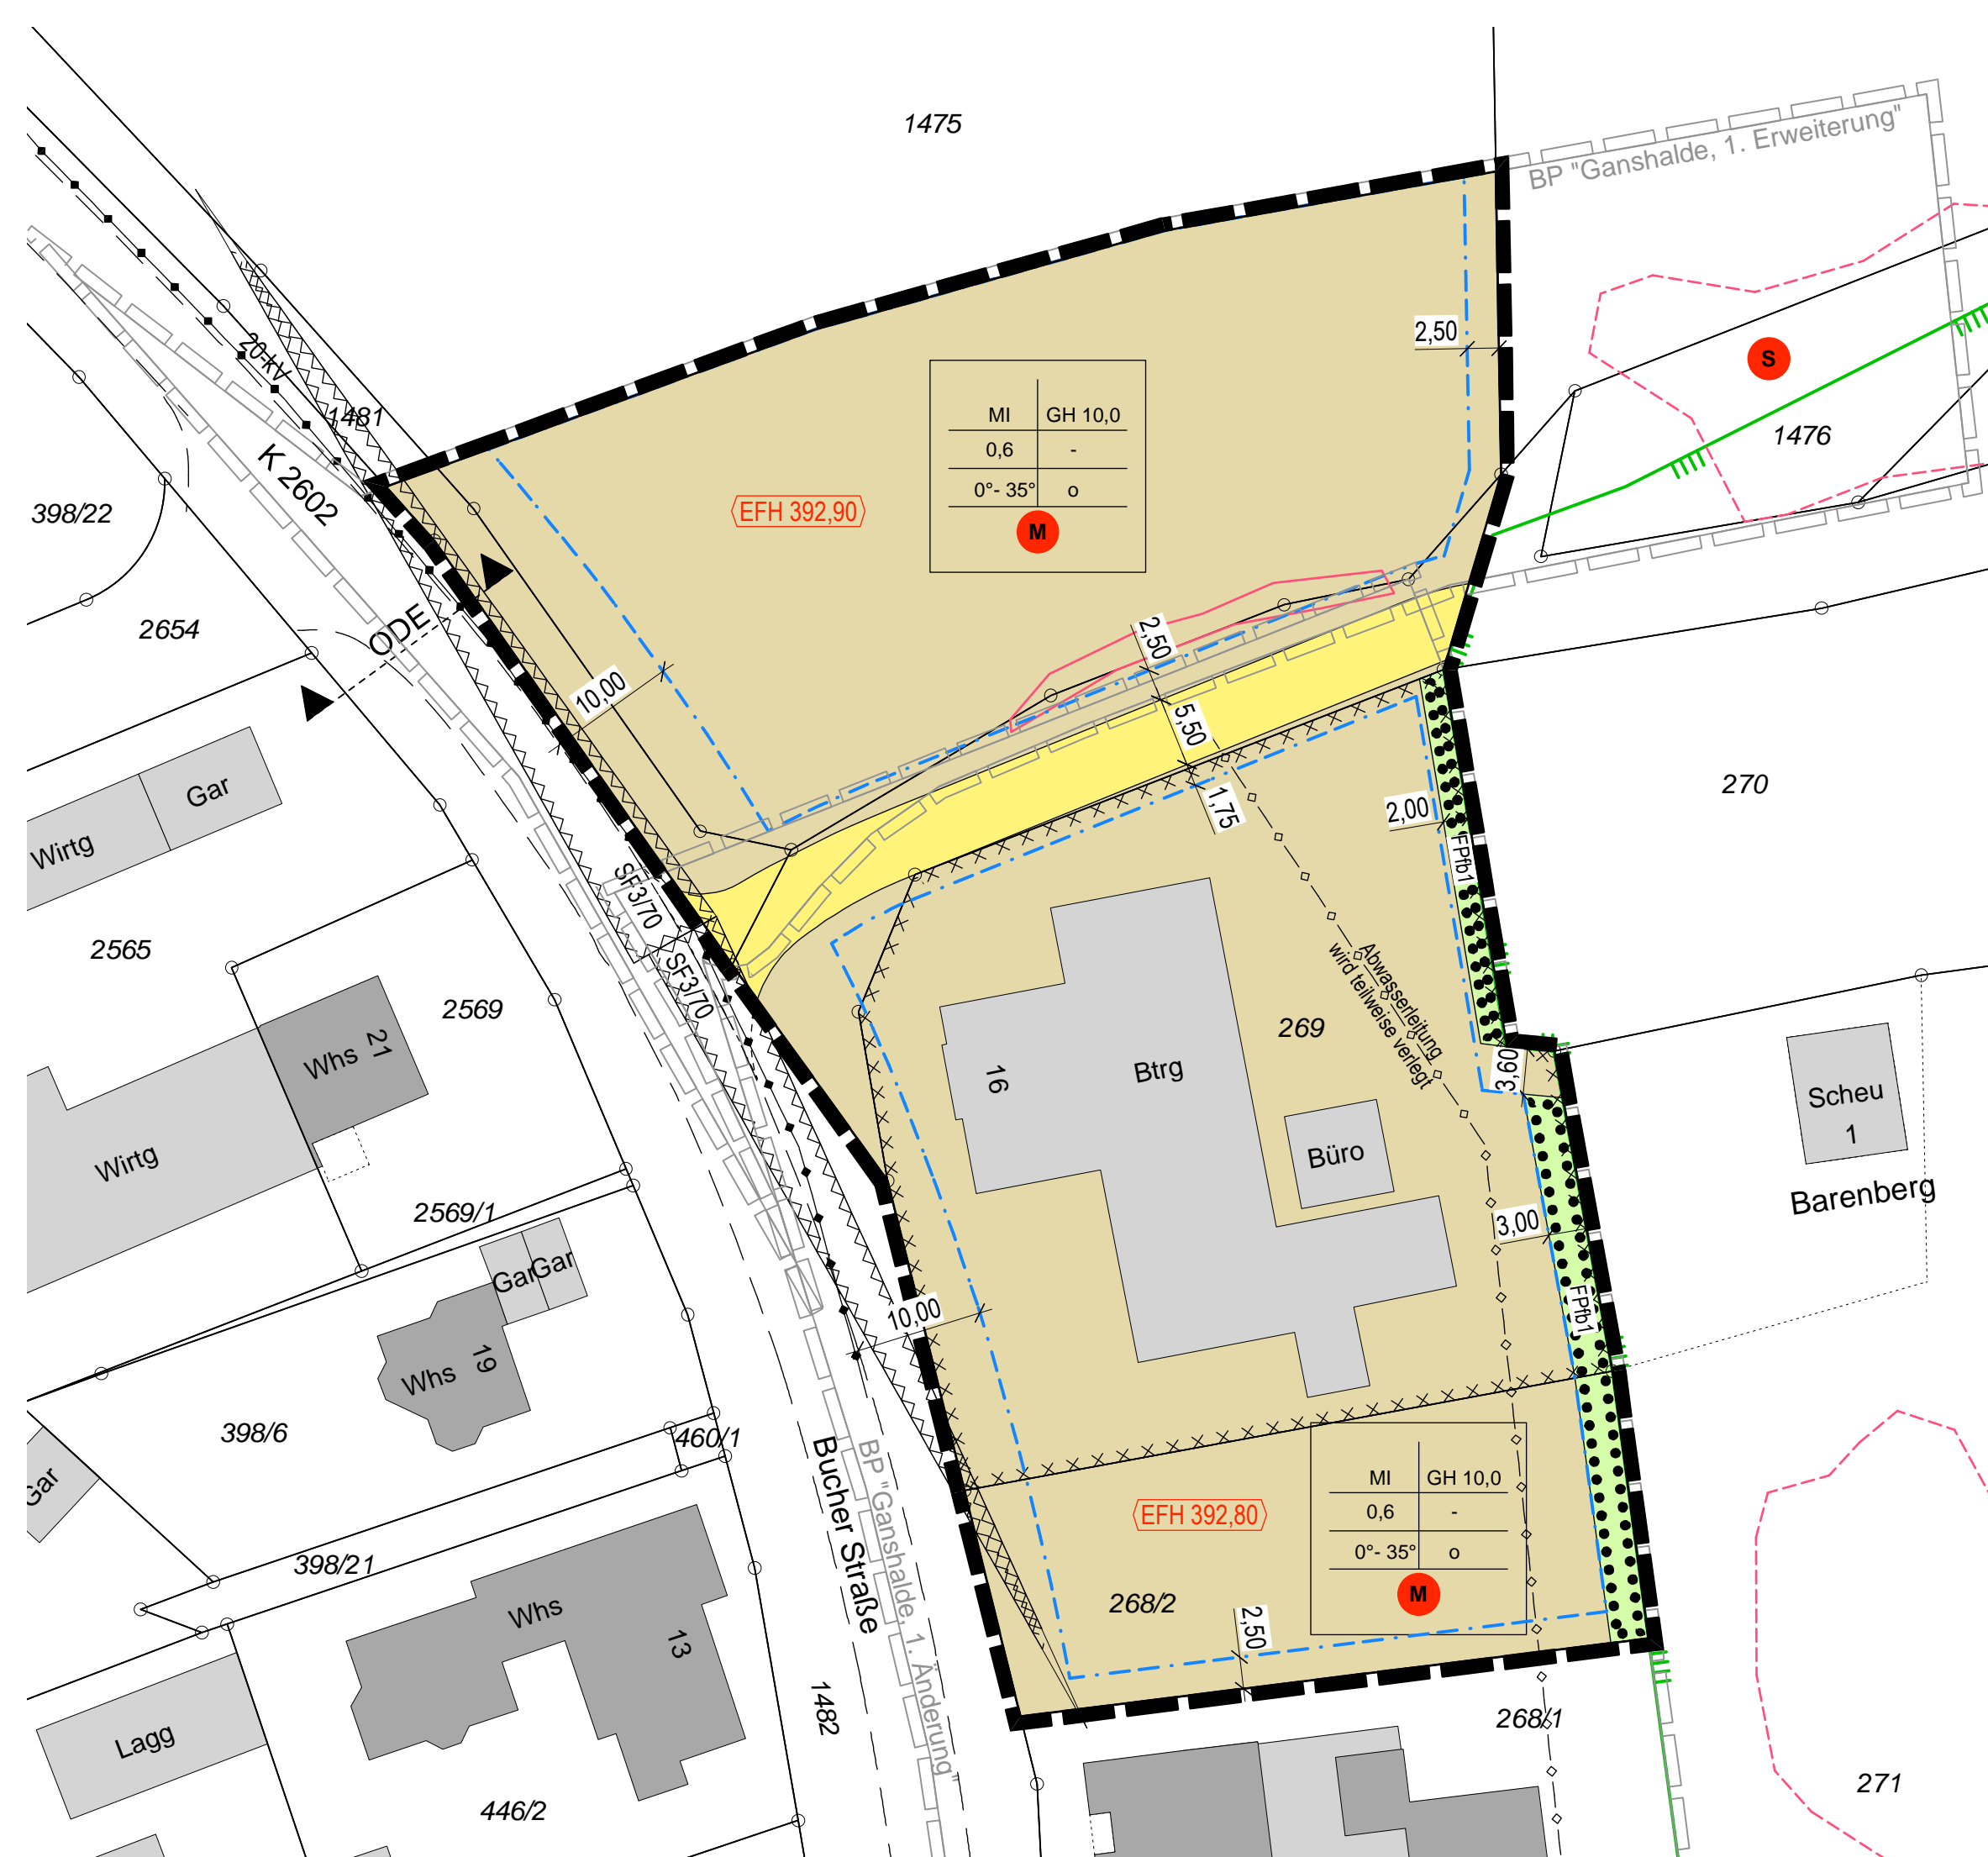 1475
BP "Ganshalde, 1. Erweiterung"
2,50
20-kV
S
1481
MI GH 10,0
0,6 -
0°- 35° o
M
1476
K 2602
EFH 392,90
398/22
ODE
2654
2,50
10,00
5,50
270
Gar
1,75
2,00
Wirtg
FPfb1
SF3/70
2565
SF3/70
Abwasserleitung
wird teilweise verlegt
269
2569
21
Whs
3,60
Btrg
16
Scheu
1
Büro
Wirtg
Barenberg
2569/1
3,00
Gar
Gar
10,00
FPfb1
19
Whs
398/6
460/1
Bucher Straße
BP "Ganshalde, 1. Änderung"
Gar
MI GH 10,0
0,6 -
0°- 35° o
M
EFH 392,80
398/21
268/2
Whs
13
2,50
1482
268/1
Lagg
271
446/2